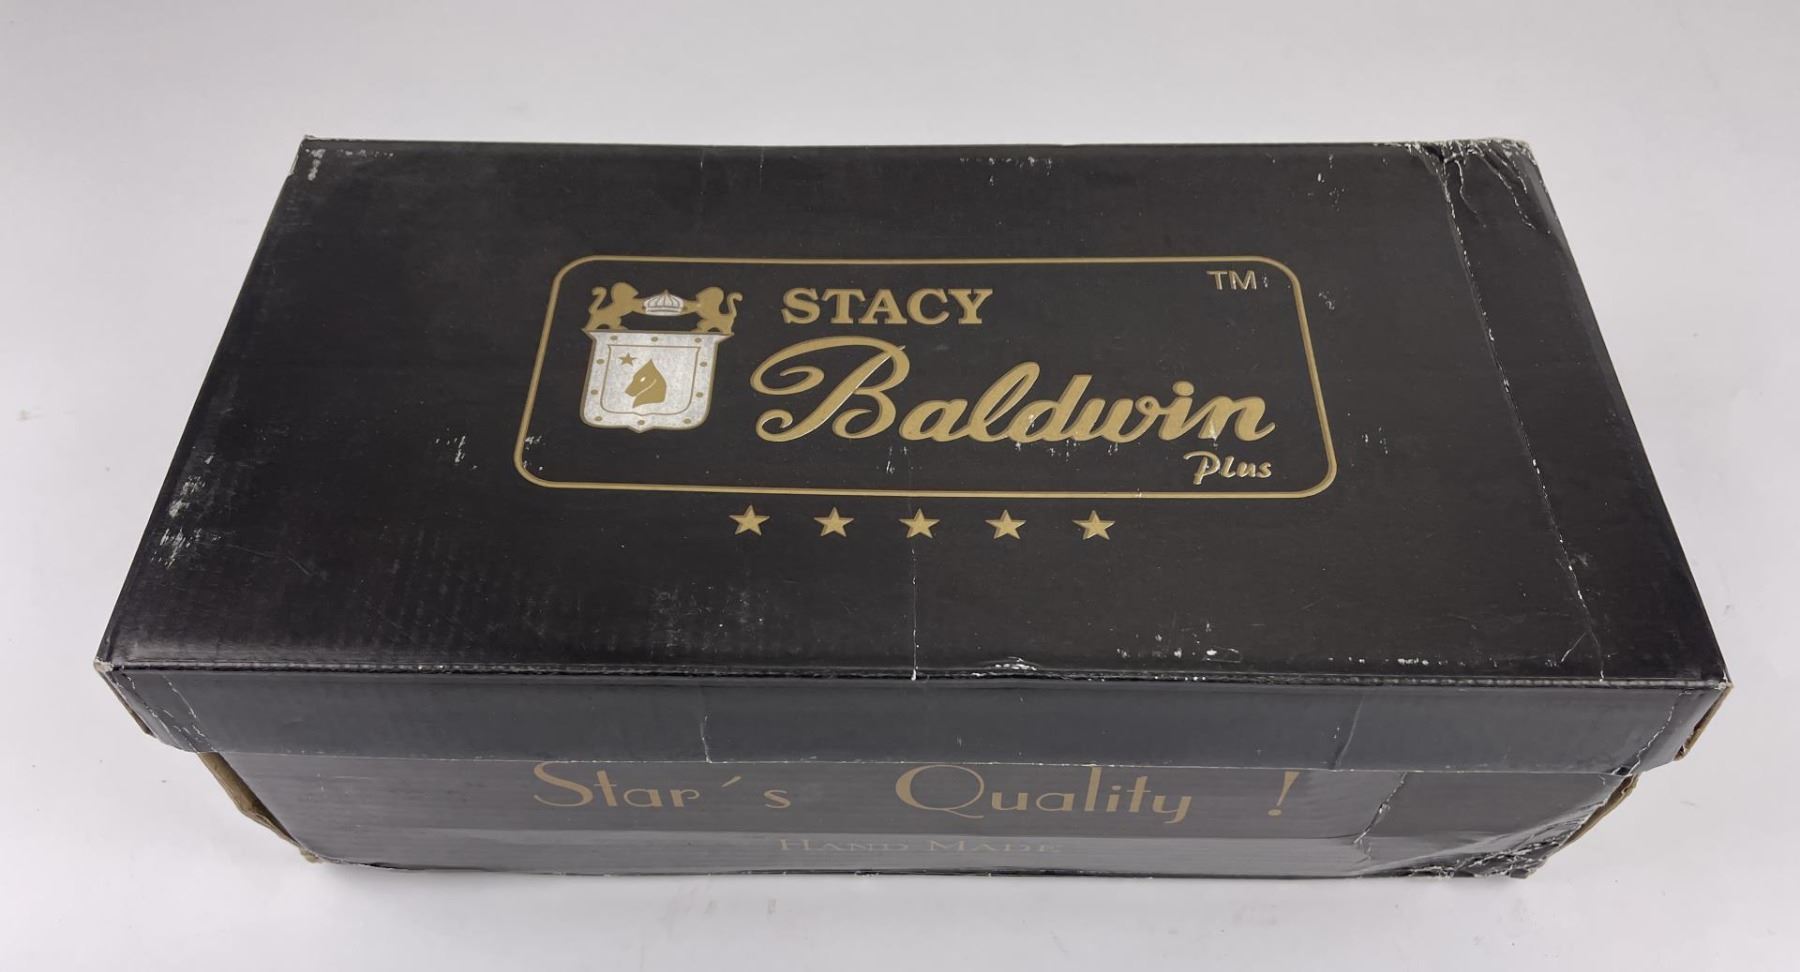 TM
STACY
Baldwin
Plus
Star´s Quality !
HAND MADE